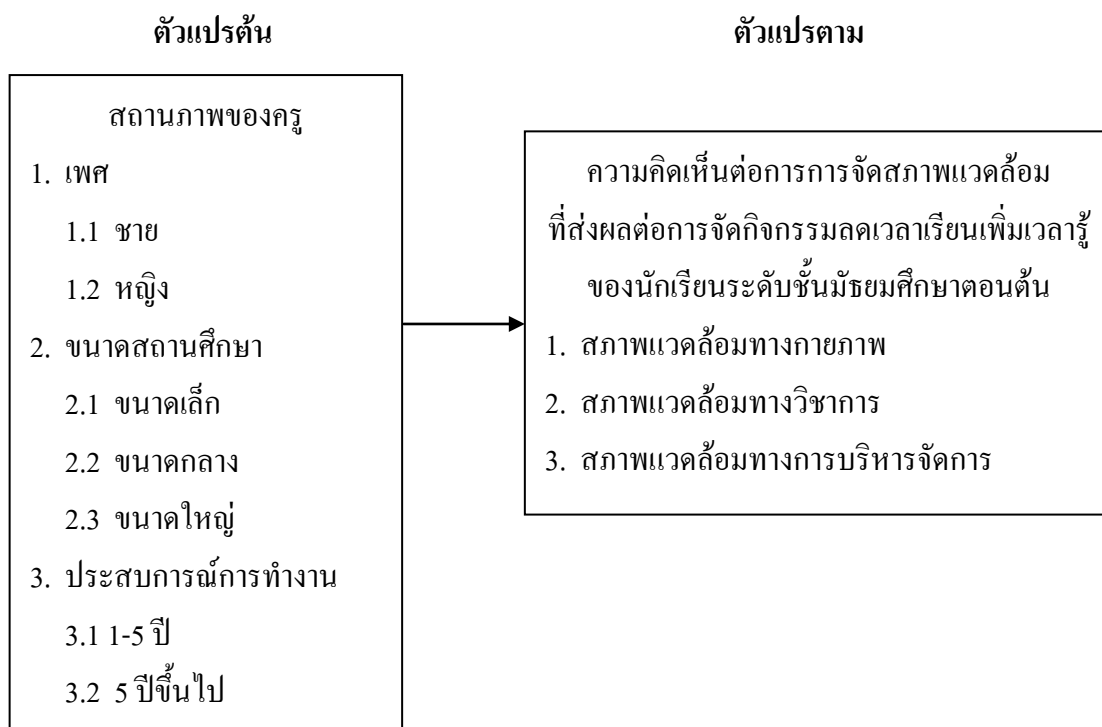 ตัวแปรต้น
สถานภาพของครู
1. เพศ
1.1 ชาย
1.2 หญิง
2. ขนาดสถานศึกษา
2.1 ขนาดเล็ก
2.2 ขนาดกลาง
2.3 ขนาดใหญ่
3. ประสบการณ์การทำงาน
3.1 1-5 ปี
3.2 5 ปีขึ้นไป
ตัวแปรตาม
ความคิดเห็นต่อการการจัดสภาพแวดล้อม
ที่ส่งผลต่อการจัดกิจกรรมลดเวลาเรียนเพิ่มเวลารู้
ของนักเรียนระดับชั้นมัธยมศึกษาตอนต้น
1. สภาพแวดล้อมทางกายภาพ
2. สภาพแวดล้อมทางวิชาการ
3. สภาพแวดล้อมทางการบริหารจัดการ